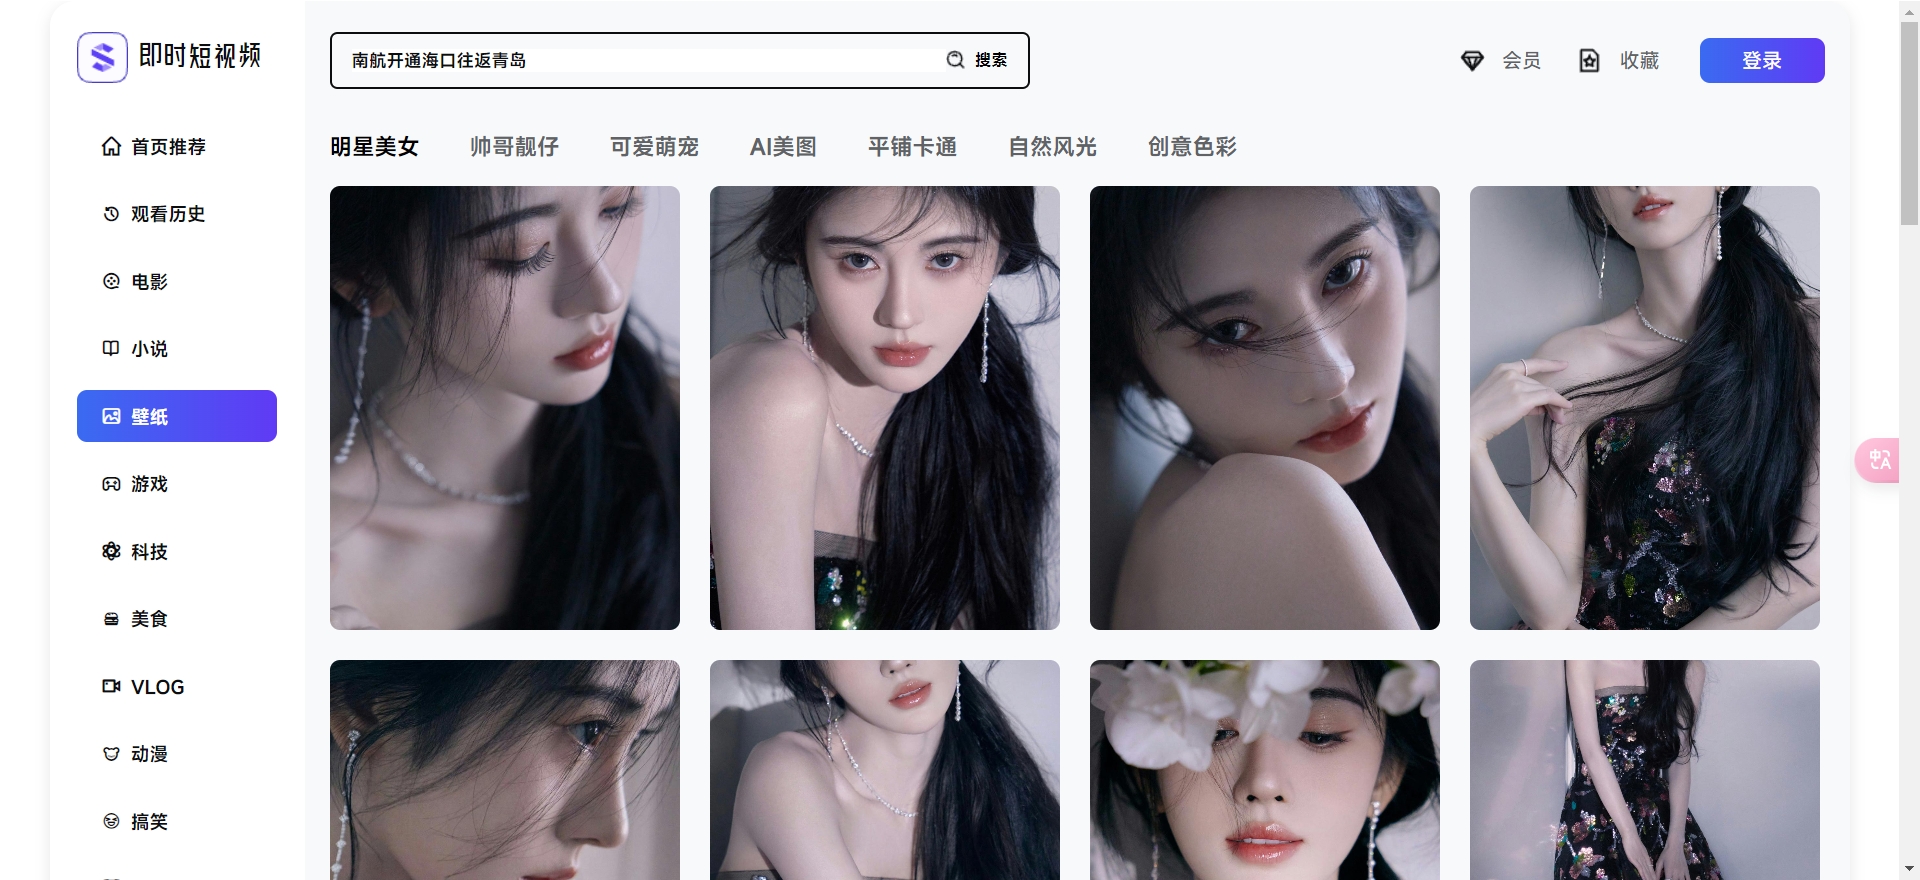 即时短视频
南航开通海口往返青岛
搜索
会员
收藏
登录
首页推荐
观看历史
电影
小说
壁纸
游戏
科技
美食
VLOG
动漫
搞笑
明星美女
帅哥靓仔
可爱萌宠
AI美图
平铺卡通
自然风光
创意色彩
中
A